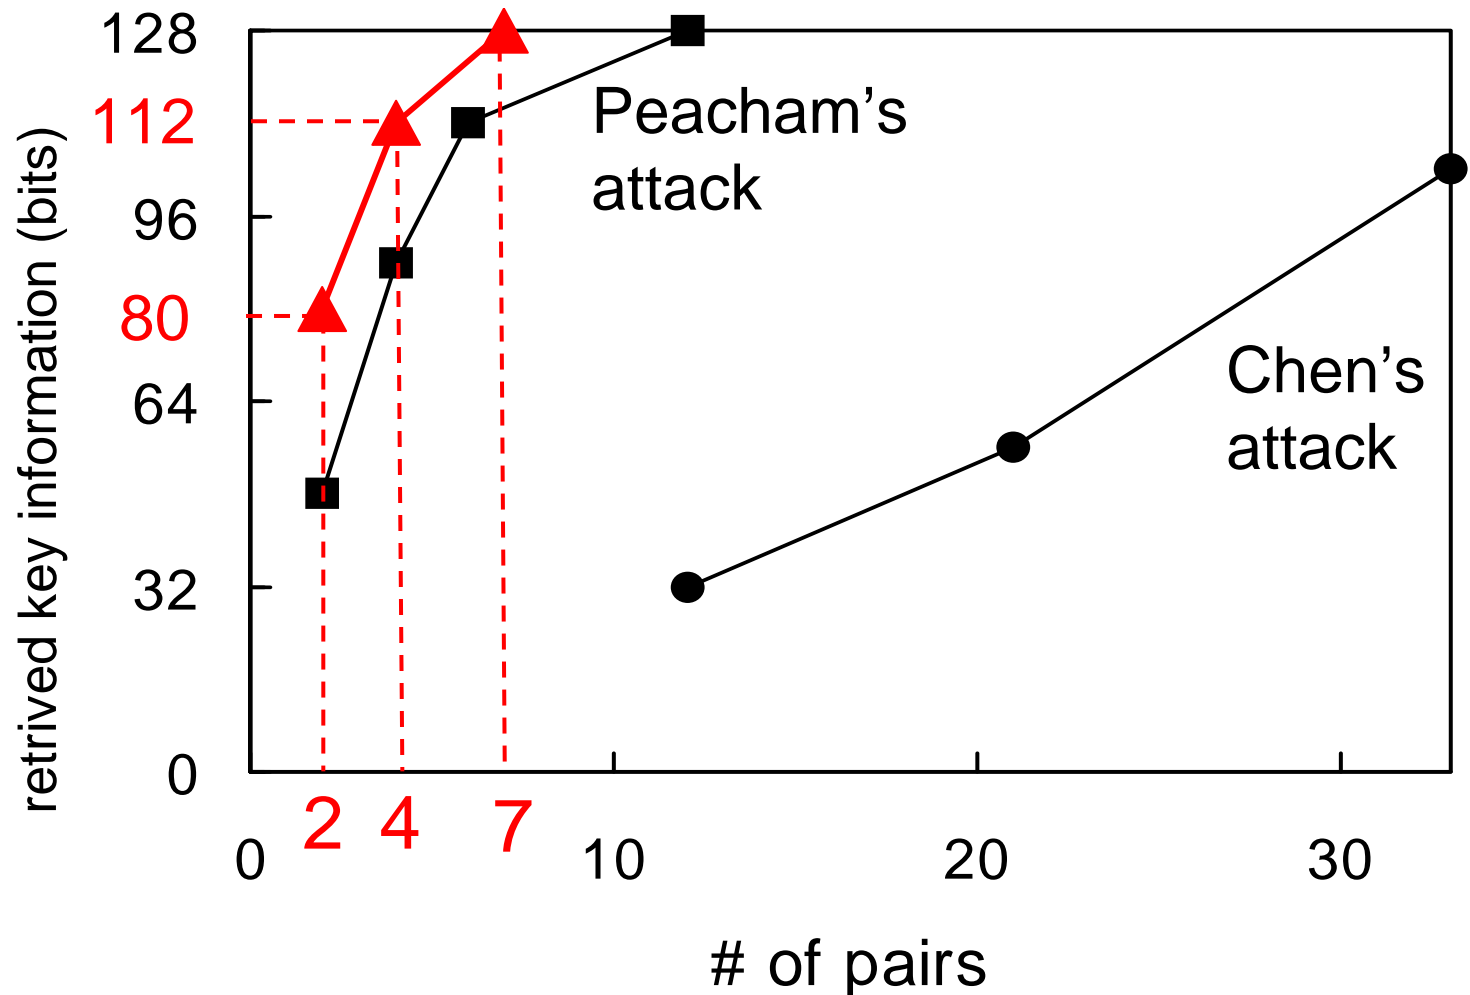 128
112
Peacham's
attack
96
80
64
Chen's
attack
32
0
2 4 7
0 10 20 30
# of pairs
retrived key information (bits)